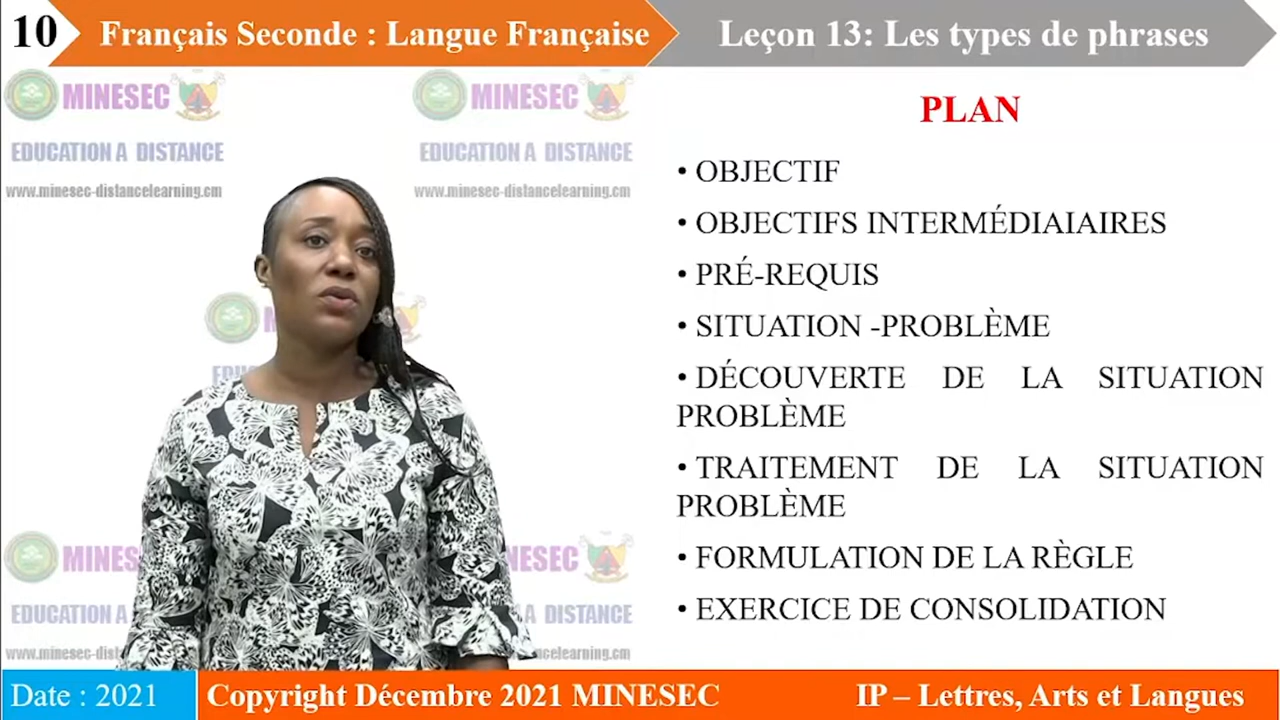 10 Français Seconde : Langue Française Leçon 13: Les types de phrases
MINESEC MINESEC
EDUCATION A DISTANCE EDUCATION A DISTANCE
www.minesec-distancelearning.cm www.minesec-distancelearning.cm
PLAN
• OBJECTIF
• OBJECTIFS INTERMÉDIAIAIRES
• PRÉ-REQUIS
• SITUATION -PROBLÈME
• DÉCOUVERTE DE LA SITUATION
PROBLÈME
• TRAITEMENT DE LA SITUATION
PROBLÈME
• FORMULATION DE LA RÈGLE
• EXERCICE DE CONSOLIDATION
EDUCATION A DISTANCE
Date : 2021 Copyright Décembre 2021 MINESEC IP – Lettres, Arts et Langues